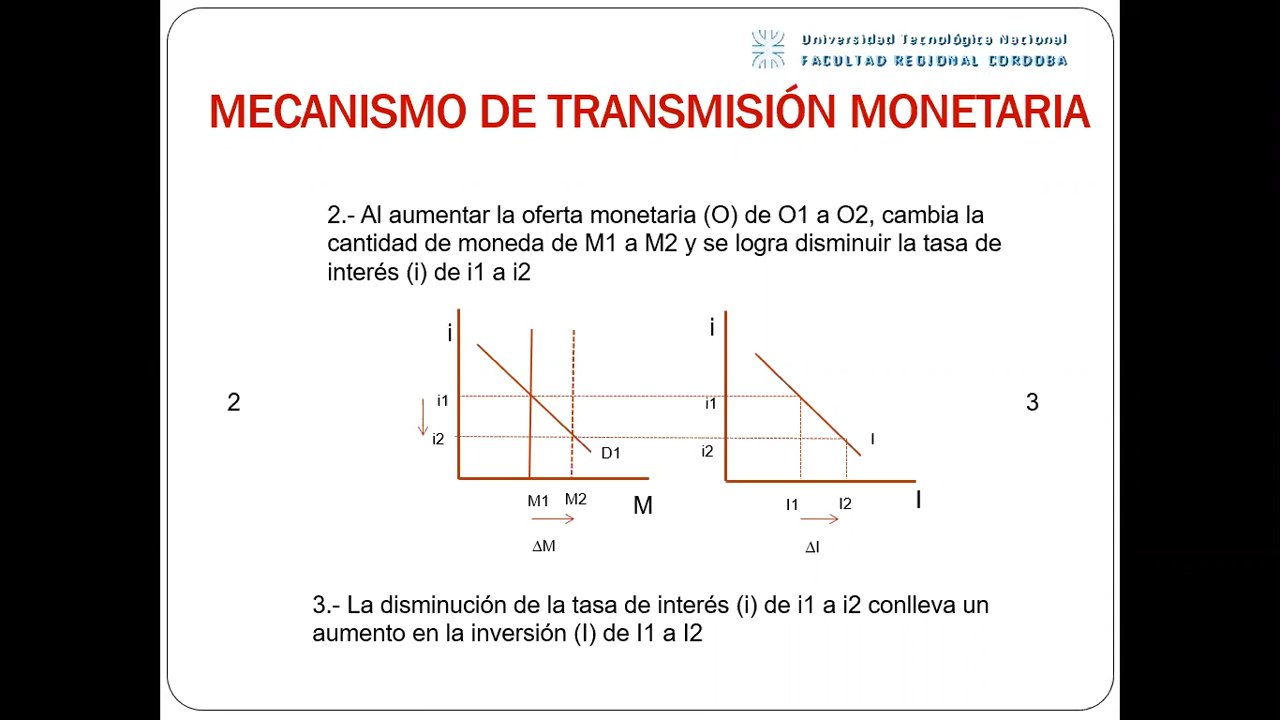 Universidad Tecnológica Nacional
FACULTAD REGIONAL CORDOBA
MECANISMO DE TRANSMISIÓN MONETARIA
2.- Al aumentar la oferta monetaria (O) de O1 a O2, cambia la
cantidad de moneda de M1 a M2 y se logra disminuir la tasa de
interés (i) de i1 a i2
2
i
i1
i2
D1
M1 M2 M
ΔM
i
i1
i2
I
I1 I2 I
ΔI
3
3.- La disminución de la tasa de interés (i) de i1 a i2 conlleva un
aumento en la inversión (I) de I1 a I2